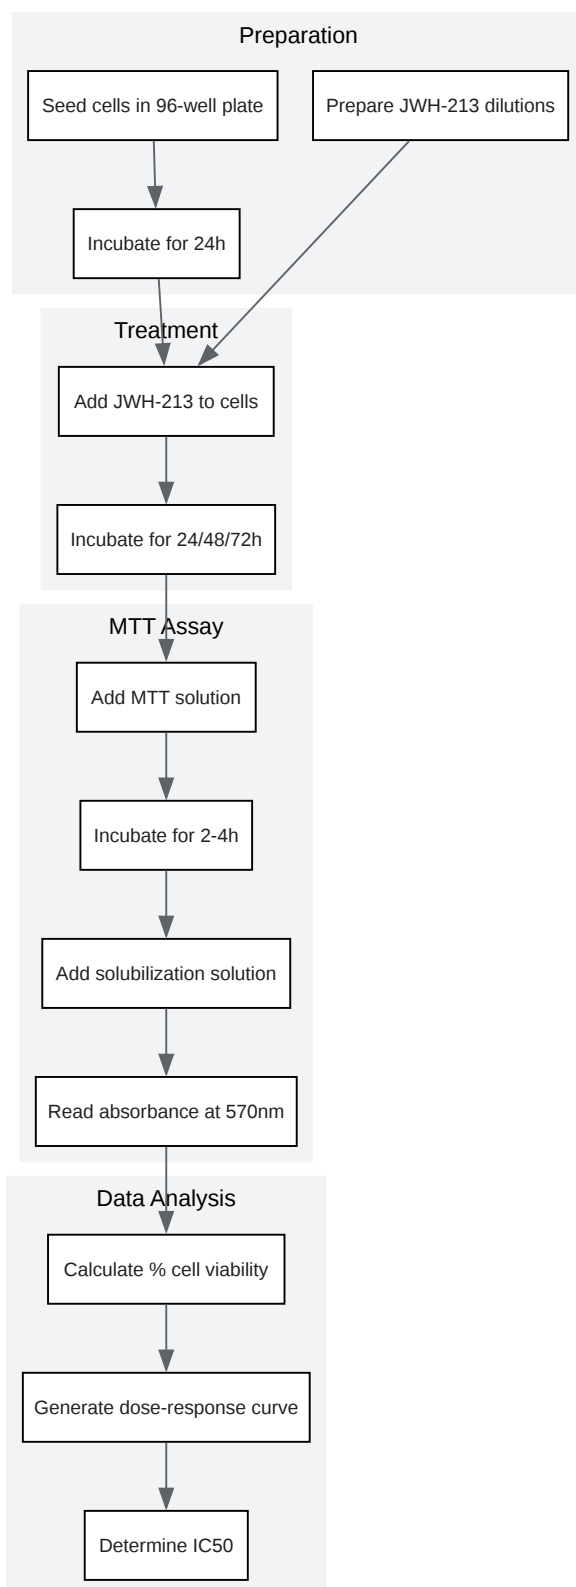 Preparation
Seed cells in 96-well plate
Prepare JWH-213 dilutions
Incubate for 24h
Treatment
Add JWH-213 to cells
Incubate for 24/48/72h
MTT Assay
Add MTT solution
Incubate for 2-4h
Add solubilization solution
Read absorbance at 570nm
Data Analysis
Calculate % cell viability
Generate dose-response curve
Determine IC50